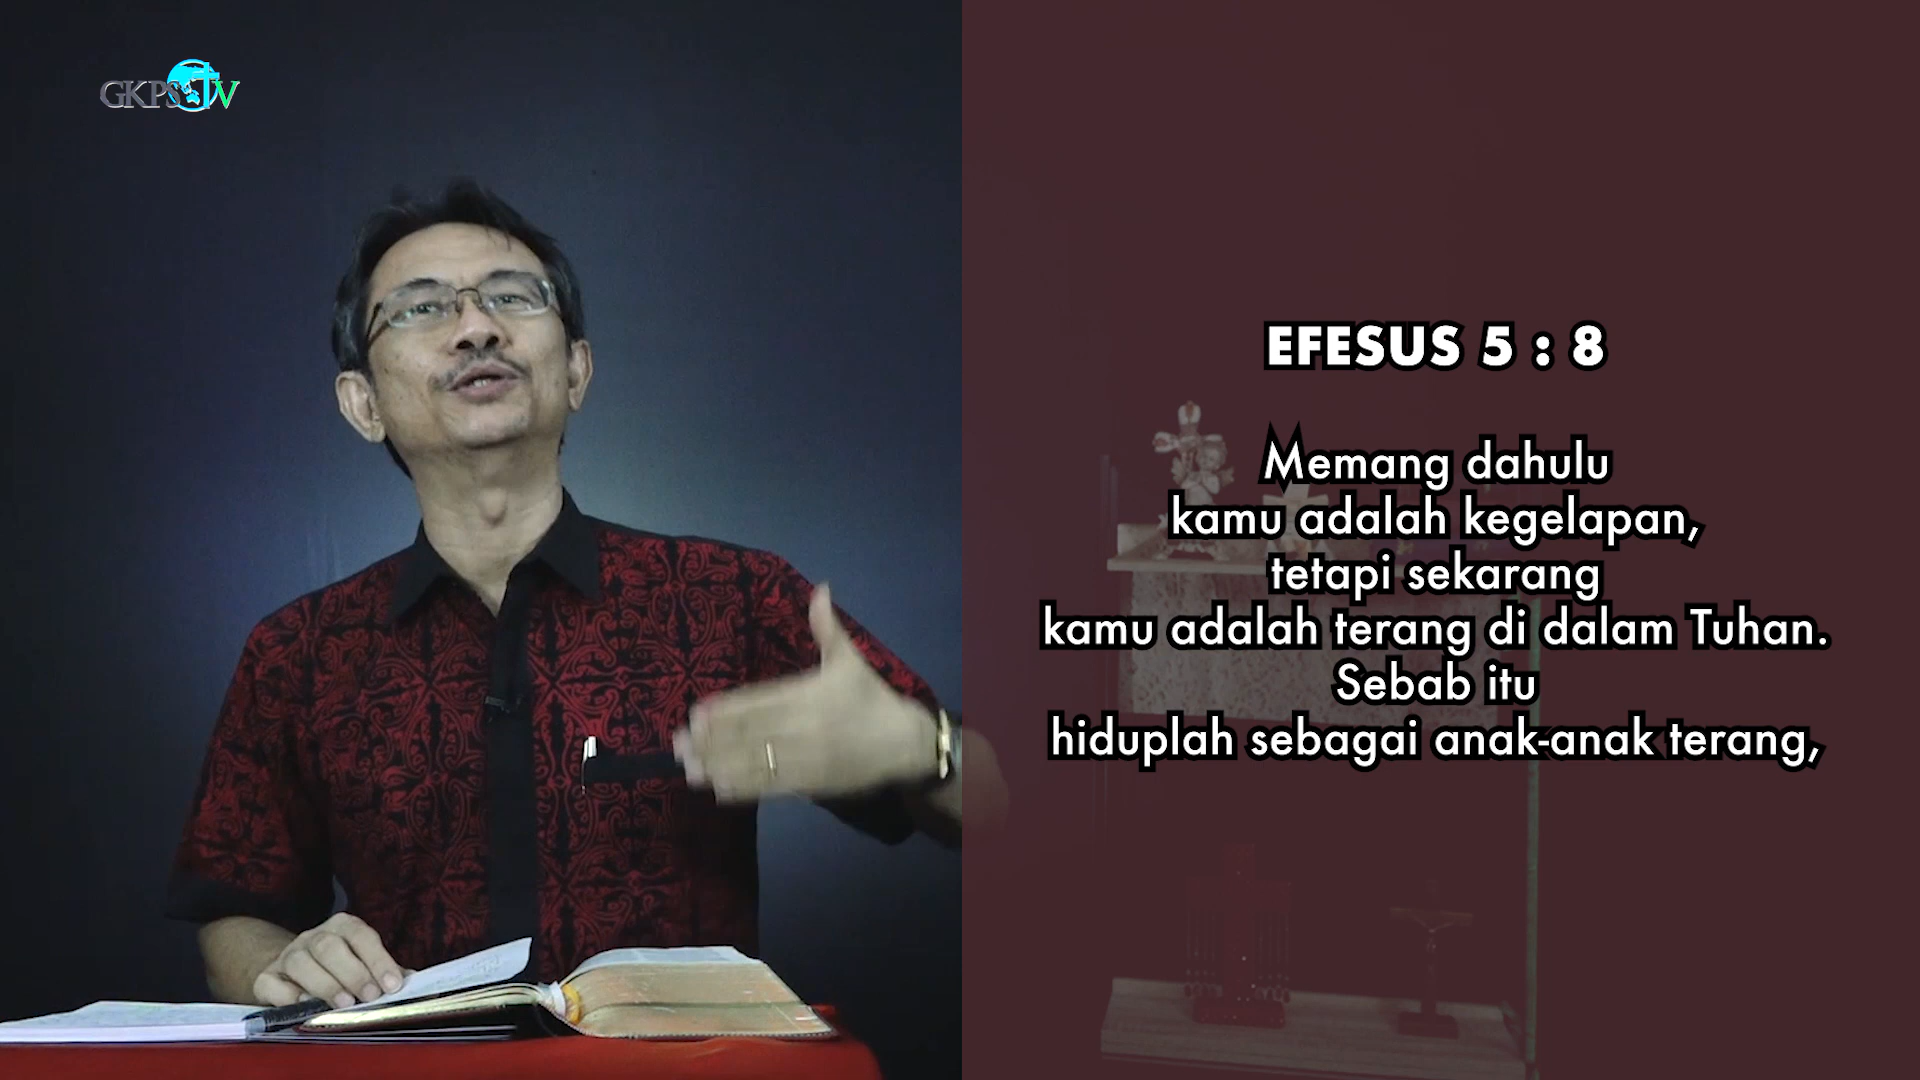 GKPS TV
EFESUS 5 : 8
Memang dahulu
kamu adalah kegelapan,
tetapi sekarang
kamu adalah terang di dalam Tuhan.
Sebab itu
hiduplah sebagai anak-anak terang,